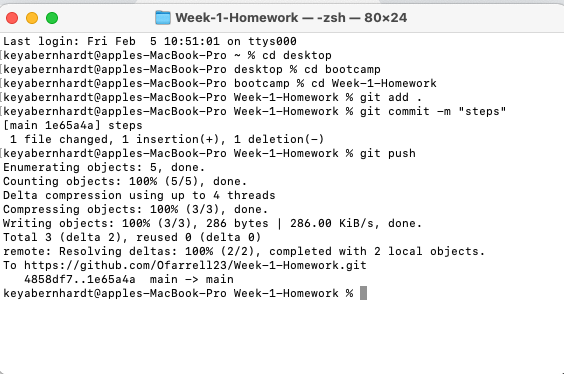 Week-1-Homework — -zsh — 80×24
Last login: Fri Feb  5 10:51:01 on ttys000
[keyabernhardt@apples-MacBook-Pro ~ % cd desktop
[keyabernhardt@apples-MacBook-Pro desktop % cd bootcamp
[keyabernhardt@apples-MacBook-Pro bootcamp % cd Week-1-Homework
[keyabernhardt@apples-MacBook-Pro Week-1-Homework % git add .
[keyabernhardt@apples-MacBook-Pro Week-1-Homework % git commit -m "steps"
[main 1e65a4a] steps
 1 file changed, 1 insertion(+), 1 deletion(-)
[keyabernhardt@apples-MacBook-Pro Week-1-Homework % git push
Enumerating objects: 5, done.
Counting objects: 100% (5/5), done.
Delta compression using up to 4 threads
Compressing objects: 100% (3/3), done.
Writing objects: 100% (3/3), 286 bytes | 286.00 KiB/s, done.
Total 3 (delta 2), reused 0 (delta 0)
remote: Resolving deltas: 100% (2/2), completed with 2 local objects.
To https://github.com/Ofarrell23/Week-1-Homework.git
   4858df7..1e65a4a  main -> main
keyabernhardt@apples-MacBook-Pro Week-1-Homework %